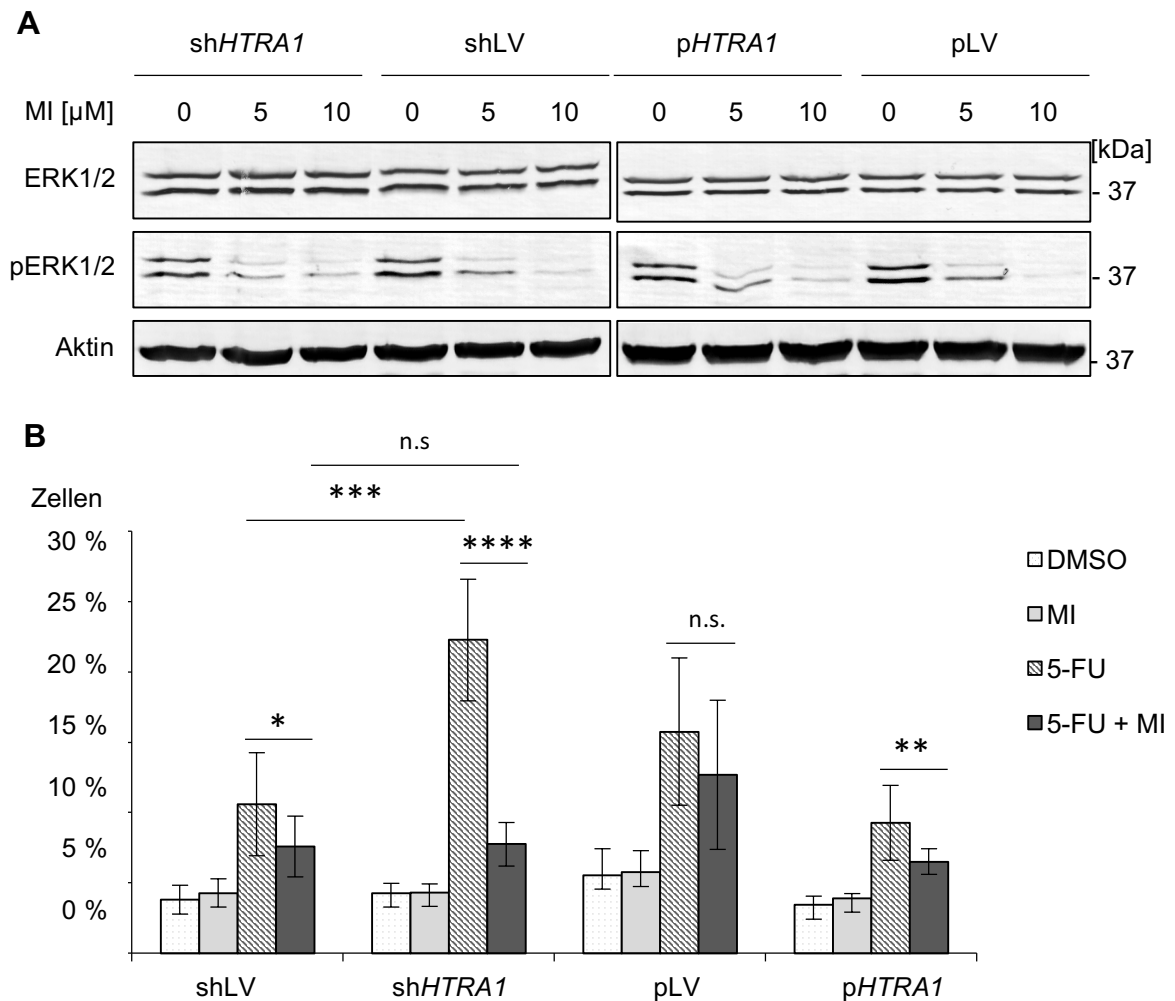 A
shHTRA1 shLV pHTRA1 pLV
MI [µM] 0 5 10 0 5 10 0 5 10 0 5 10
[kDa]
ERK1/2 - 37
pERK1/2 - 37
Aktin - 37
B
n.s
Zellen
***
30 %
****
25 %
n.s.
20 %
15 %
*
**
10 %
5 %
0 %
DMSO
MI
5-FU
5-FU + MI
shLV shHTRA1 pLV pHTRA1